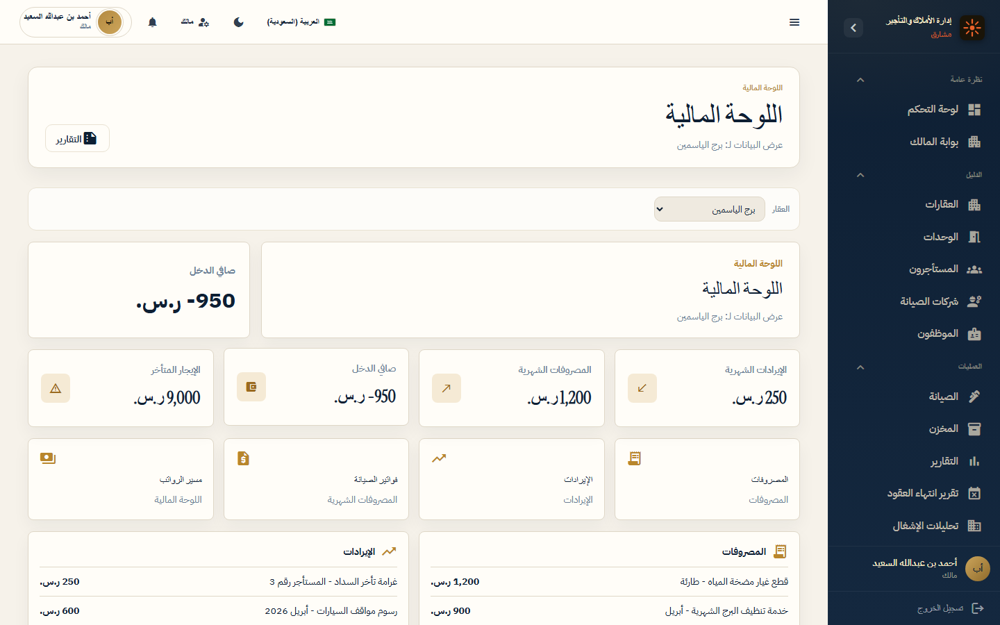 إدارة الأملاك والتأجير
مشارق
نظرة عامة
لوحة التحكم
بوابة المالك
الدليل
العقارات
الوحدات
المستأجرون
شركات الصيانة
الموظفون
العمليات
الصيانة
المخزن
التقارير
تقرير انتهاء العقود
تحليلات الإشغال
أحمد بن عبدالله السعيد
مالك
أب
تسجيل الخروج
العربية (السعودية)
مالك
أب
أحمد بن عبدالله السعيد
مالك
اللوحة المالية
اللوحة المالية
عرض البيانات لـ: برج الياسمين
التقارير
العقار
برج الياسمين
اللوحة المالية
اللوحة المالية
عرض البيانات لـ: برج الياسمين
صافي الدخل
950- ر.س.
الإيرادات الشهرية
250 ر.س.
المصروفات الشهرية
1,200 ر.س.
صافي الدخل
950- ر.س.
الإيجار المتأخر
9,000 ر.س.
المصروفات
المصروفات
الإيرادات
الإيرادات
فواتير الصيانة
المصروفات الشهرية
مسير الرواتب
اللوحة المالية
المصروفات
قطع غيار مضخة المياه - طارئة
1,200 ر.س.
خدمة تنظيف البرج الشهرية - أبريل
900 ر.س.
الإيرادات
غرامة تأخر السداد - المستأجر رقم 3
250 ر.س.
رسوم مواقف السيارات - أبريل 2026
600 ر.س.